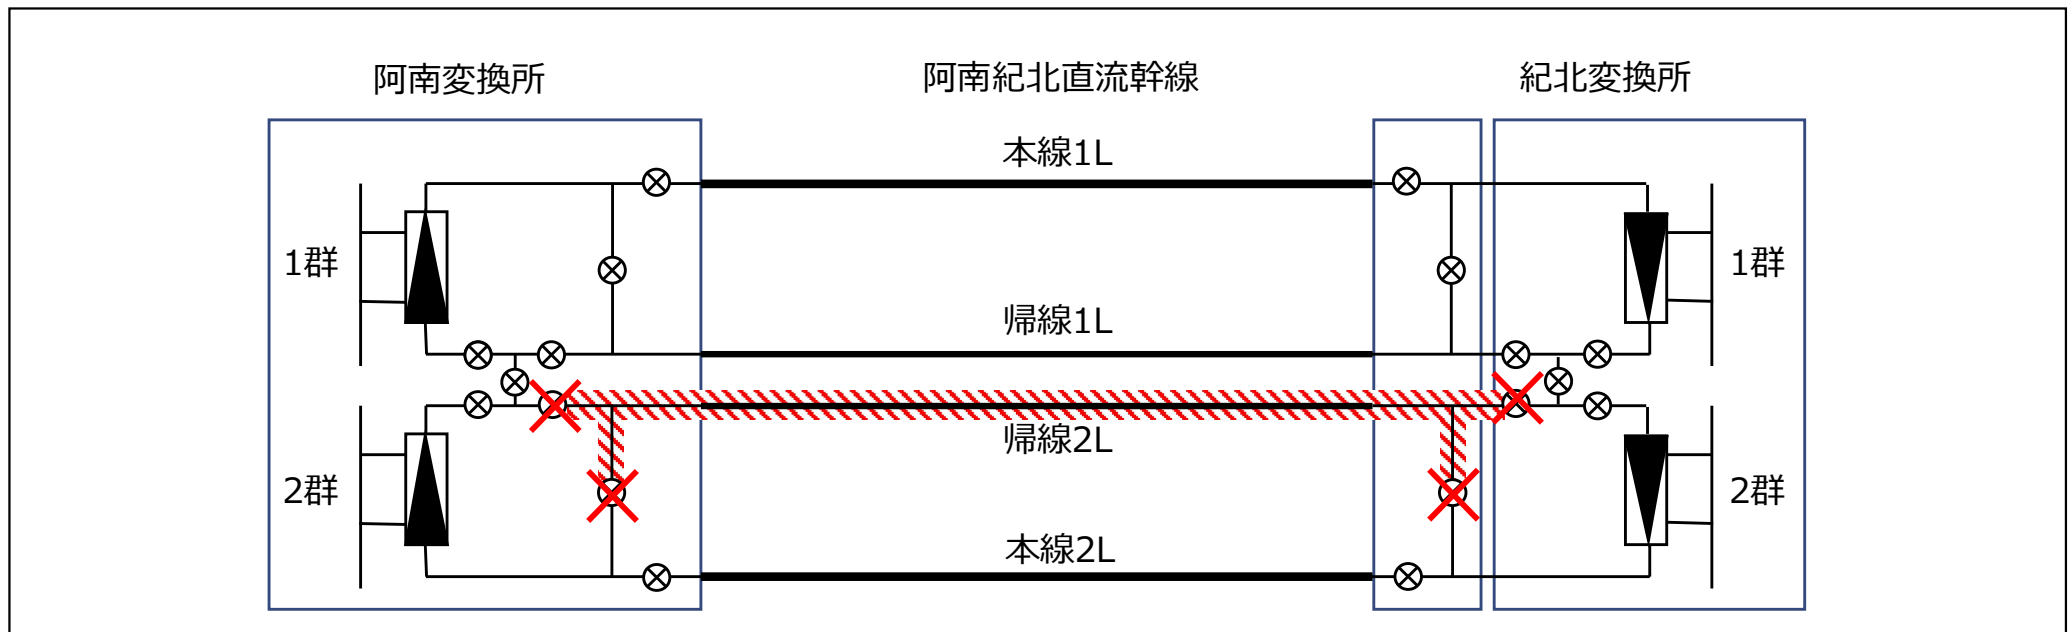 阿南変換所
阿南紀北直流幹線
紀北変換所
本線1L
1群
1群
帰線1L
帰線2L
2群
2群
本線2L